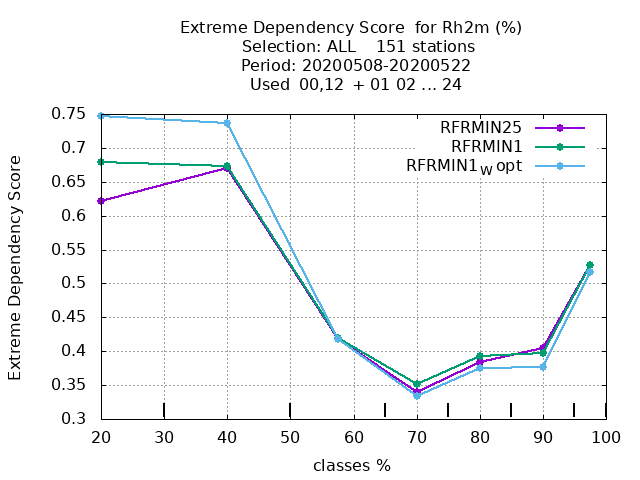 Extreme Dependency Score for Rh2m (%)
Selection: ALL 151 stations
Period: 20200508-20200522
Used 00,12 + 01 02 ... 24
Extreme Dependency Score
0.75
0.7
0.65
0.6
0.55
0.5
0.45
0.4
0.35
0.3
RFRMIN25
RFRMIN1
RFRMIN1W opt
20 30 40 50 60 70 80 90 100
classes %